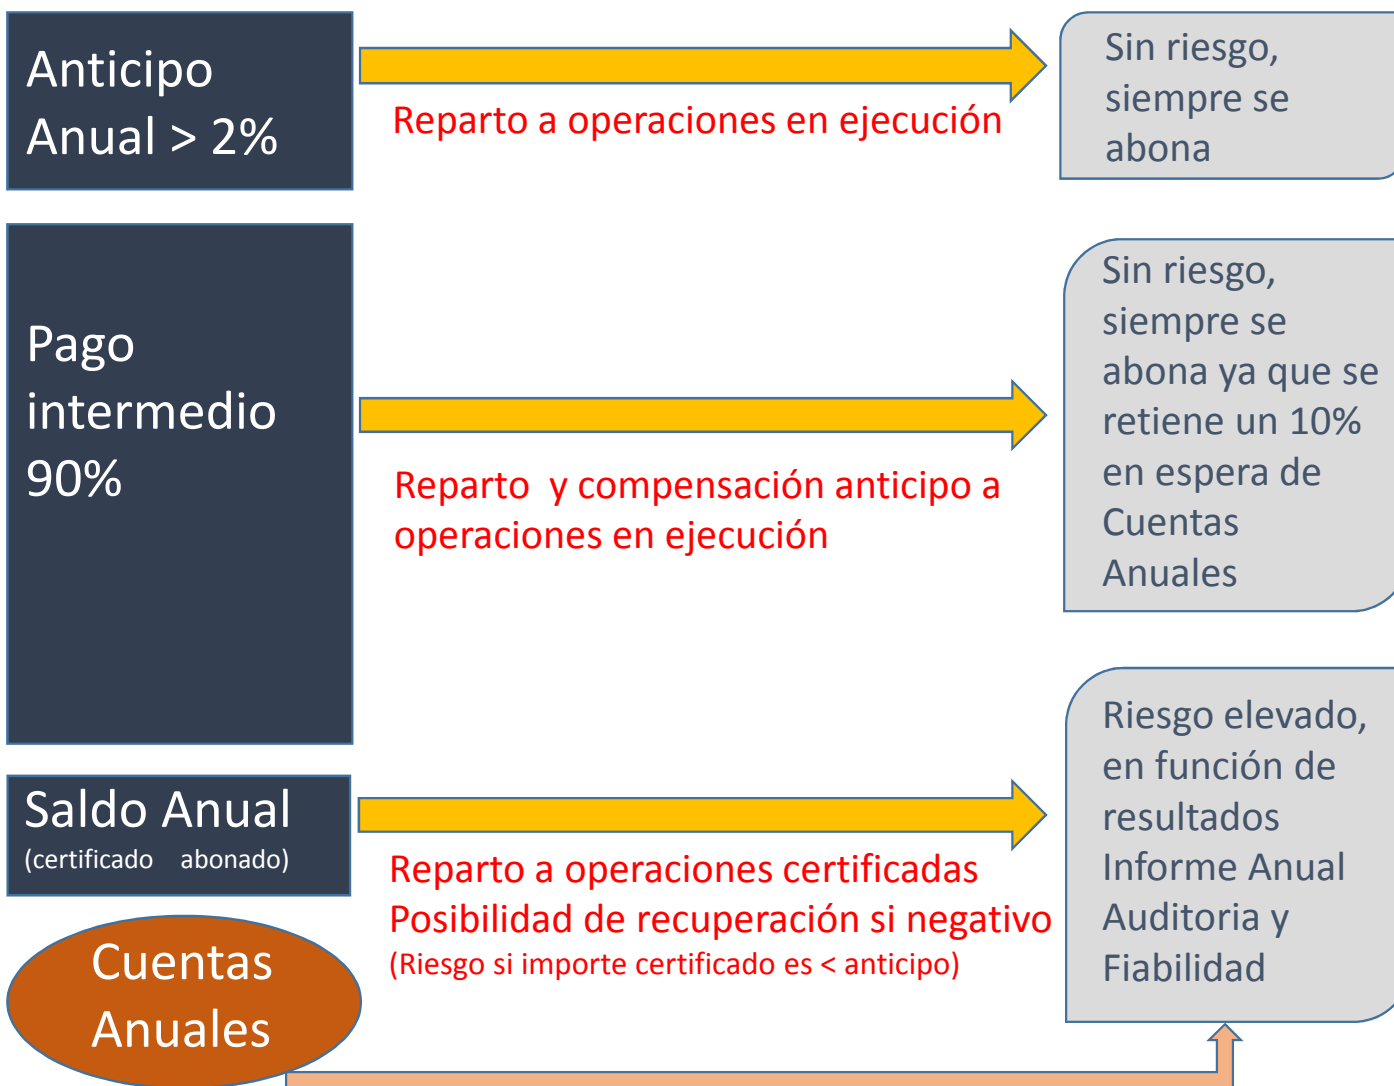 Anticipo
Anual > 2%
Reparto a operaciones en ejecución
Sin riesgo,
siempre se
abona
Pago
intermedio
90%
Reparto y compensación anticipo a
operaciones en ejecución
Sin riesgo,
siempre se
abona ya que se
retiene un 10%
en espera de
Cuentas
Anuales
Saldo Anual
(certificado abonado)
Reparto a operaciones certificadas
Posibilidad de recuperación si negativo
(Riesgo si importe certificado es < anticipo)
Riesgo elevado,
en función de
resultados
Informe Anual
Auditoria y
Fiabilidad
Cuentas
Anuales